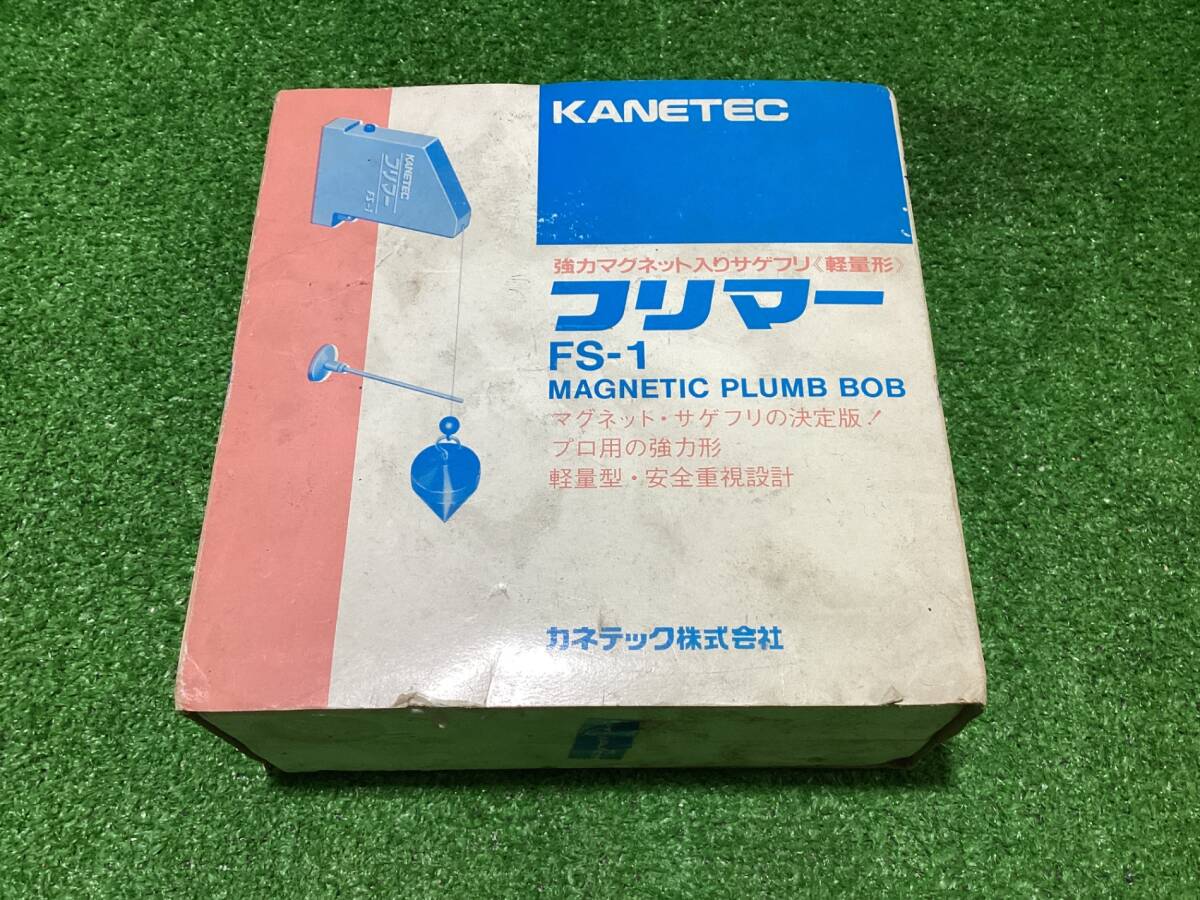 KANETEC
KANETEC
フリマー
FS-1
強力マグネット入りサゲフリ《軽量形》
フリマー
FS-1
MAGNETIC PLUMB BOB
マグネット・サゲフリの決定版！
プロ用の強力形
軽量型・安全重視設計
カネテック株式会社